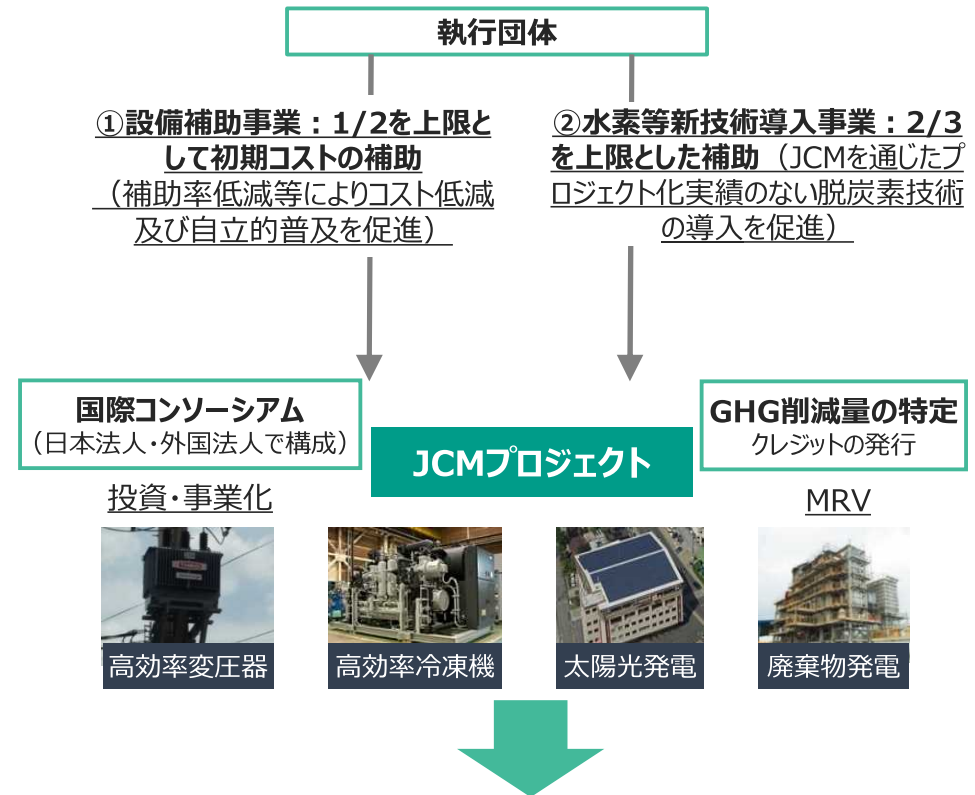 執行団体
①設備補助事業:1/2を上限と
して初期コストの補助
(補助率低減等によりコスト低減
及び自立的普及を促進)
②水素等新技術導入事業:2/3
を上限とした補助(JCMを通じたプ
ロジェクト化実績のない脱炭素技術
の導入を促進)
国際コンソーシアム
(日本法人・外国法人で構成)
投資・事業化
JCMプロジェクト
GHG削減量の特定
クレジットの発行
MRV
高効率変圧器
高効率冷凍機
太陽光発電
廃棄物発電